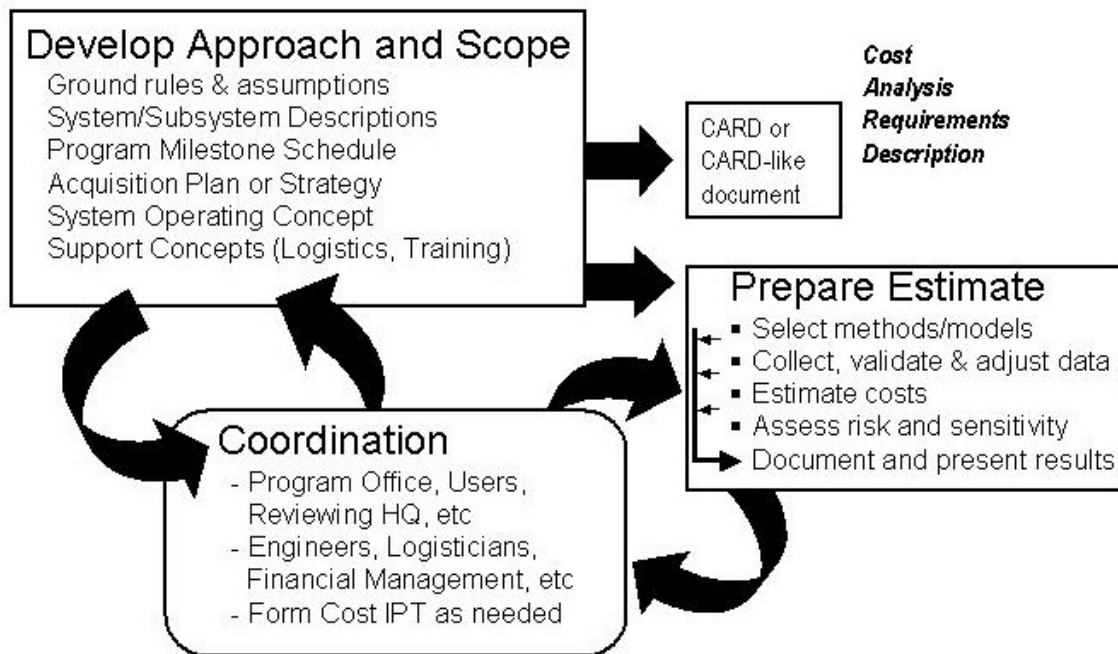 Develop Approach and Scope
Ground rules & assumptions
System/Subsystem Descriptions
Program Milestone Schedule
Acquisition Plan or Strategy
System Operating Concept
Support Concepts (Logistics, Training)
CARD or
CARD-like
document
Cost
Analysis
Requirements
Description
Prepare Estimate
▪ Select methods/models
▪ Collect, validate & adjust data
▪ Estimate costs
▪ Assess risk and sensitivity
▪ Document and present results
Coordination
- Program Office, Users,
Reviewing HQ, etc
- Engineers, Logisticians,
Financial Management, etc
- Form Cost IPT as needed